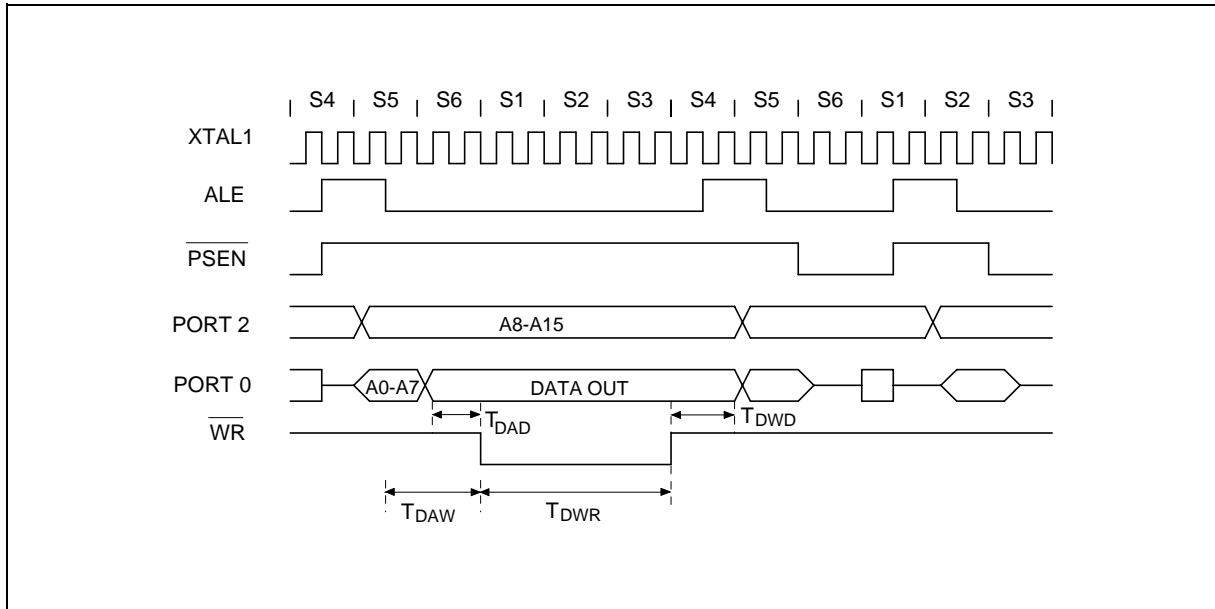 S4 S5 S6 S1 S2 S3 S4 S5 S6 S1 S2 S3
XTAL1
ALE
PSEN
PORT 2 A8-A15
PORT 0 A0-A7 DATA OUT
TDAD TDWD
WR
TDAW TDWR